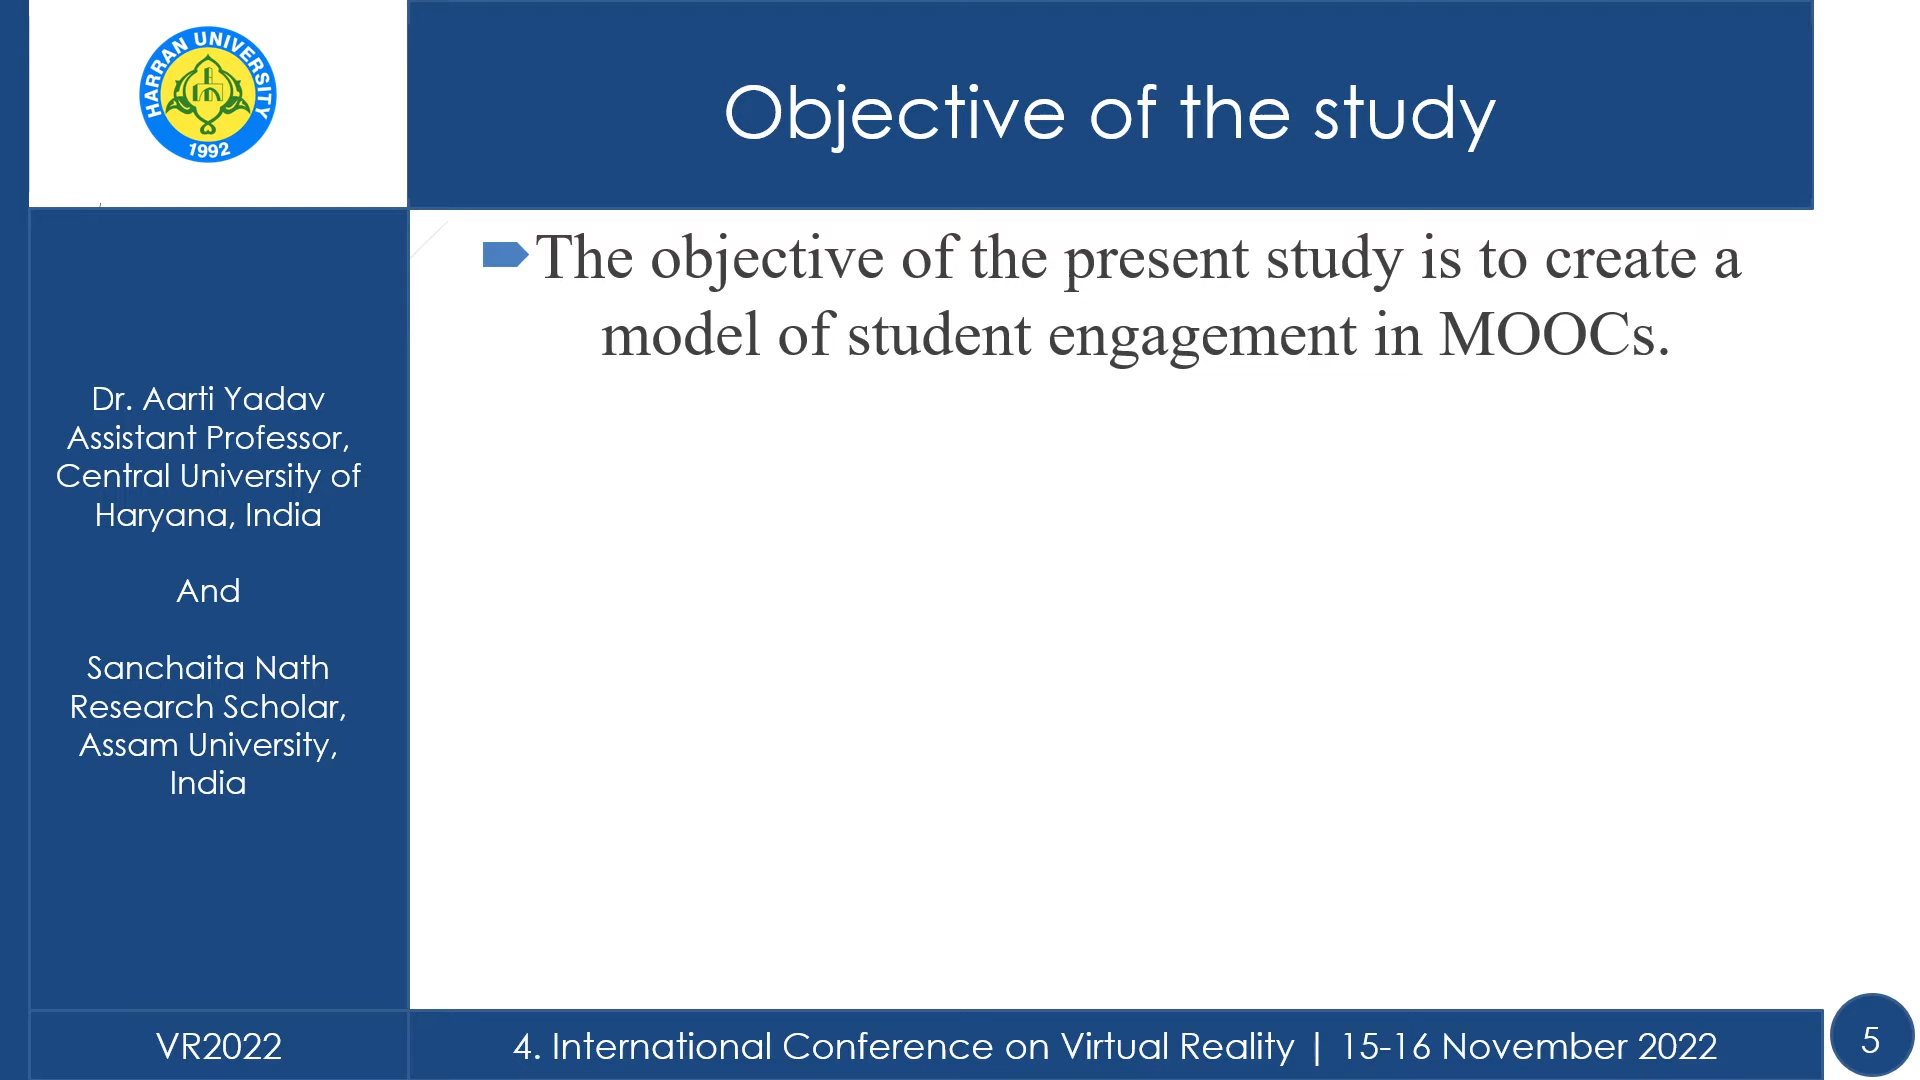 HARRAN UNIVERSITY
1992
Objective of the study
The objective of the present study is to create a
model of student engagement in MOOCs.
Dr. Aarti Yadav
Assistant Professor,
Central University of
Haryana, India
And
Sanchaita Nath
Research Scholar,
Assam University,
India
VR2022
4. International Conference on Virtual Reality | 15-16 November 2022
5